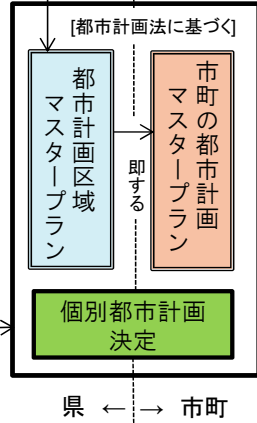 [都市計画法に基づく]
都市計画区域
マスタープラン
即する
市町の都市計画
マスタープラン
個別都市計画
決定
県 ← → 市町